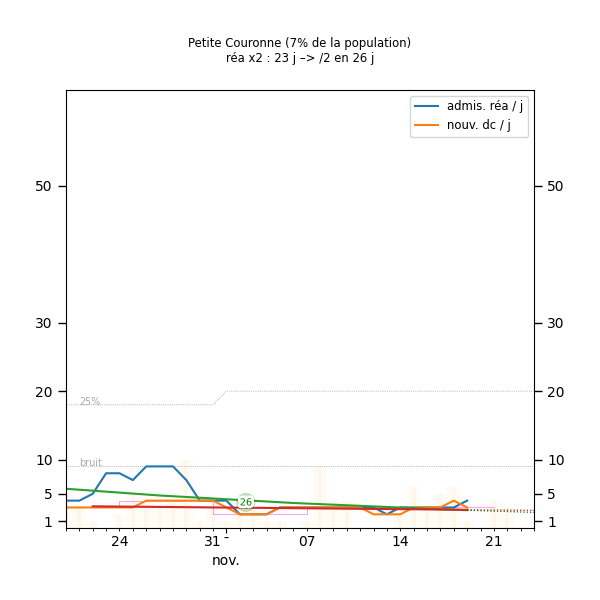 Petite Couronne (7% de la population)
réa x2 : 23 j –> /2 en 26 j
admis. réa / j
nouv. dc / j
50 50
30 30
25%
20 20
bruit
10 10
26
5 5
1 1
24 31 - 07 14 21
nov.